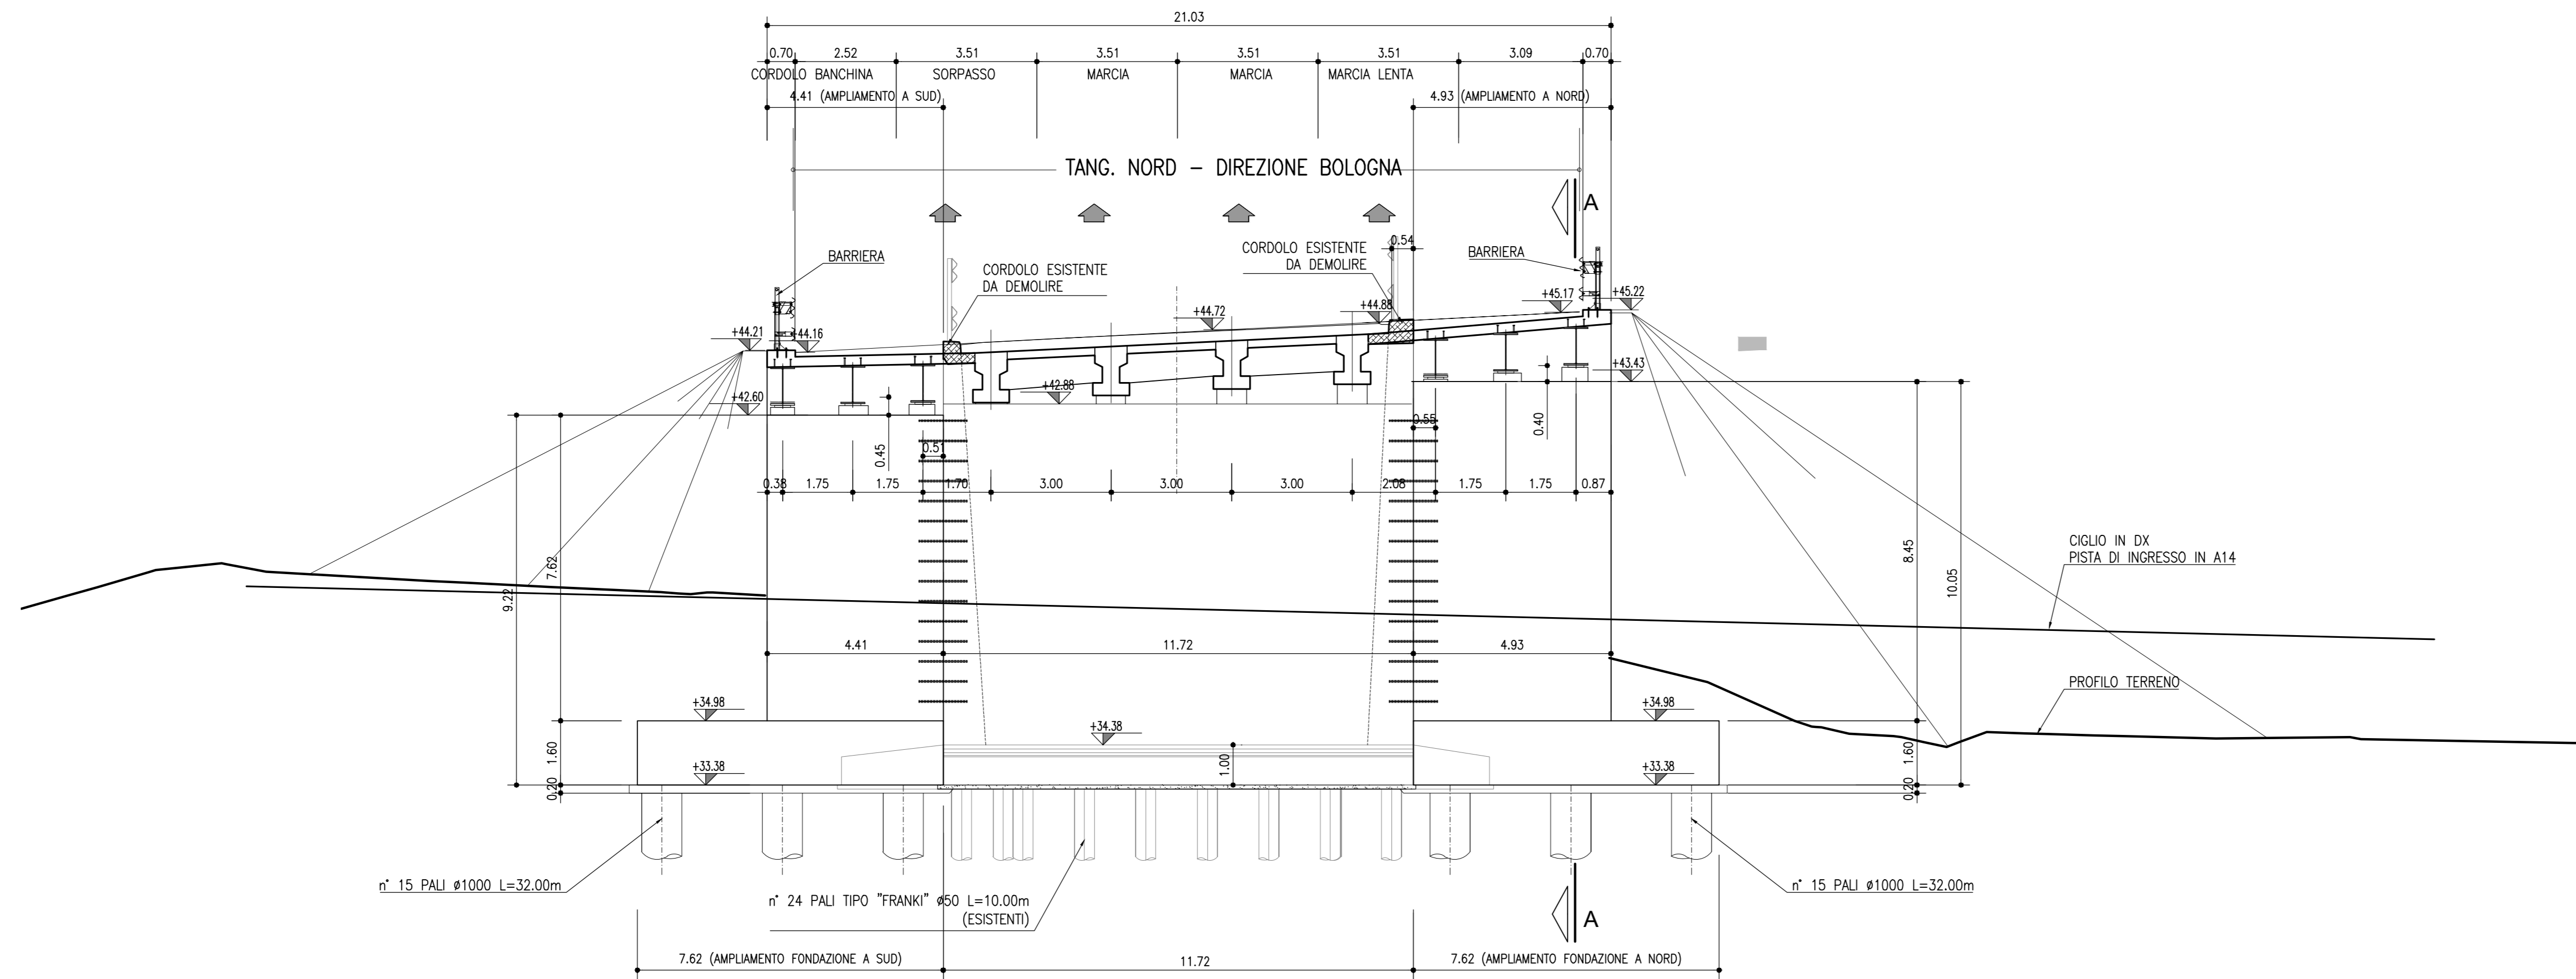 21.03
0.70 2.52 3.51 3.51 3.51 3.51 3.09 0.70
CORDOLO BANCHINA SORPASSO MARCIA MARCIA MARCIA LENTA
4.41 (AMPLIAMENTO A SUD) 4.93 (AMPLIAMENTO A NORD)
TANG. NORD – DIREZIONE BOLOGNA
A
BARRIERA
CORDOLO ESISTENTE
DA DEMOLIRE
CORDOLO ESISTENTE
DA DEMOLIRE
0.54
BARRIERA
+44.21
+44.16
+44.72
+44.88
+45.17
+45.22
+42.60
+42.88
+43.43
0.45
0.51
0.55
0.40
0.38 1.75 1.75 1.70 3.00 3.00 3.00 2.08 1.75 1.75 0.87
9.22
7.62
8.45
10.05
CIGLIO IN DX
PISTA DI INGRESSO IN A14
4.41 11.72 4.93
PROFILO TERRENO
+34.98
+34.38
+34.98
1.60
1.00
1.60
+33.38
+33.38
0.20
0.20
n° 15 PALI ø1000 L=32.00m
n° 24 PALI TIPO "FRANKI" ø50 L=10.00m
(ESISTENTI)
n° 15 PALI ø1000 L=32.00m
A
7.62 (AMPLIAMENTO FONDAZIONE A SUD) 11.72 7.62 (AMPLIAMENTO FONDAZIONE A NORD)